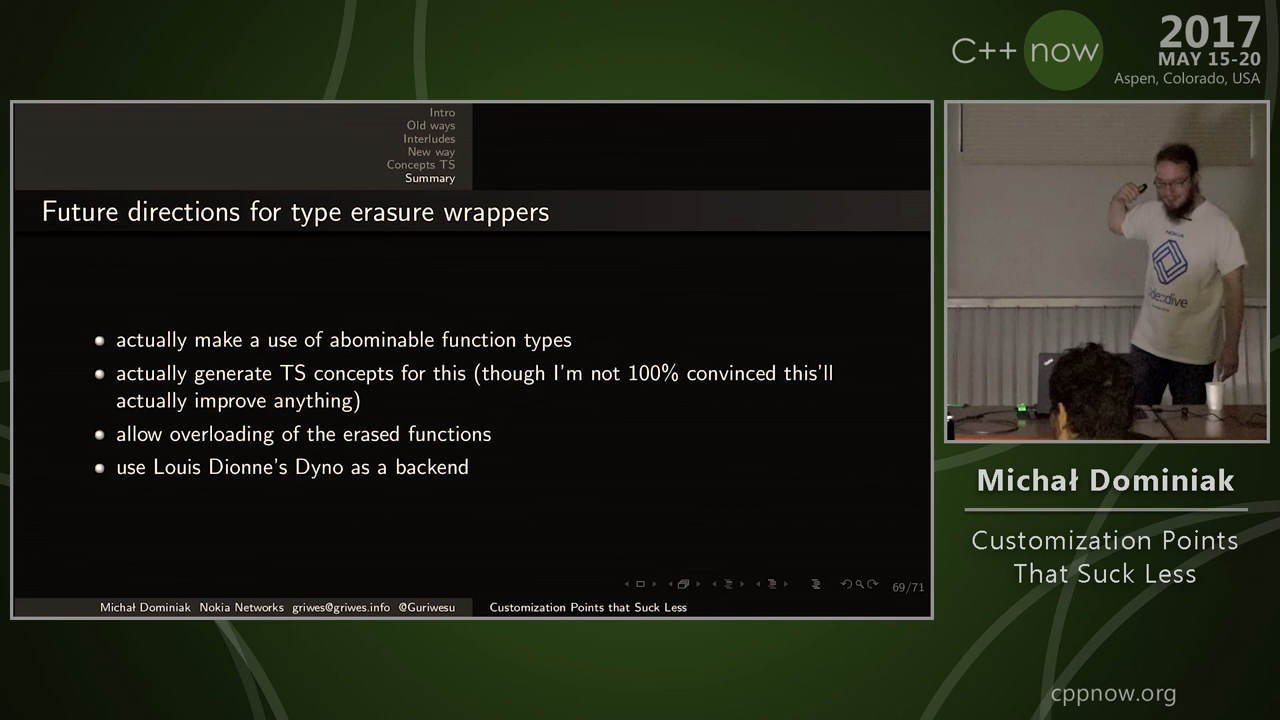 C++ now
2017
MAY 15-20
Aspen, Colorado, USA
Intro
Old ways
Interludes
New way
Concepts TS
Summary
Future directions for type erasure wrappers
actually make a use of abominable function types
actually generate TS concepts for this (though I'm not 100% convinced this'll
actually improve anything)
allow overloading of the erased functions
use Louis Dionne's Dyno as a backend
69/71
Michał Dominiak Nokia Networks griwes@griwes.info @Guriwesu
Customization Points that Suck Less
NOKIA
Michał Dominiak
Customization Points
That Suck Less
cppnow.org